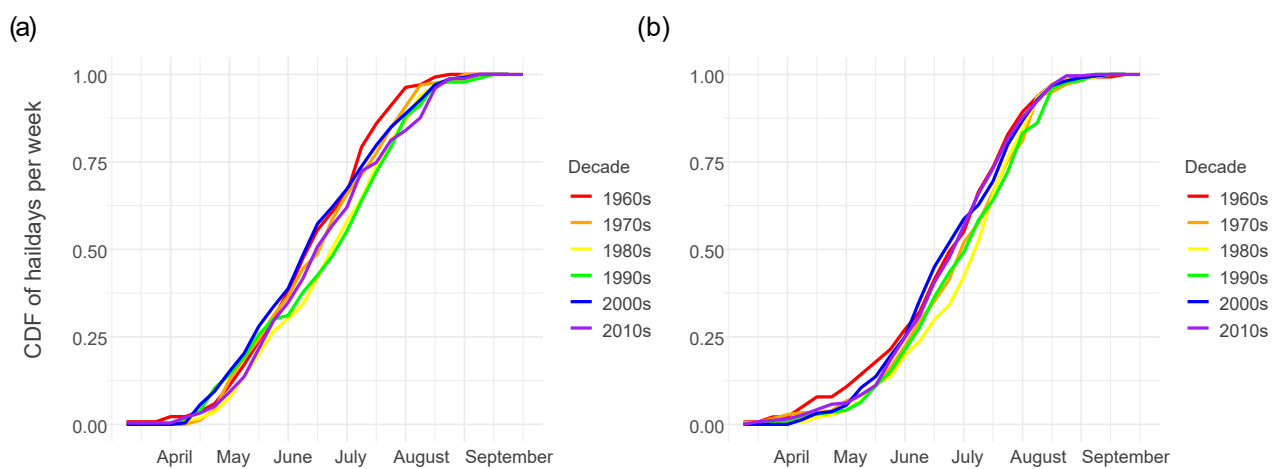 (a)
CDF of haildays per week
1.00
0.75
0.50
0.25
0.00
April May June July August September
Decade
1960s
1970s
1980s
1990s
2000s
2010s
(b)
1.00
0.75
0.50
0.25
0.00
April May June July August September
Decade
1960s
1970s
1980s
1990s
2000s
2010s